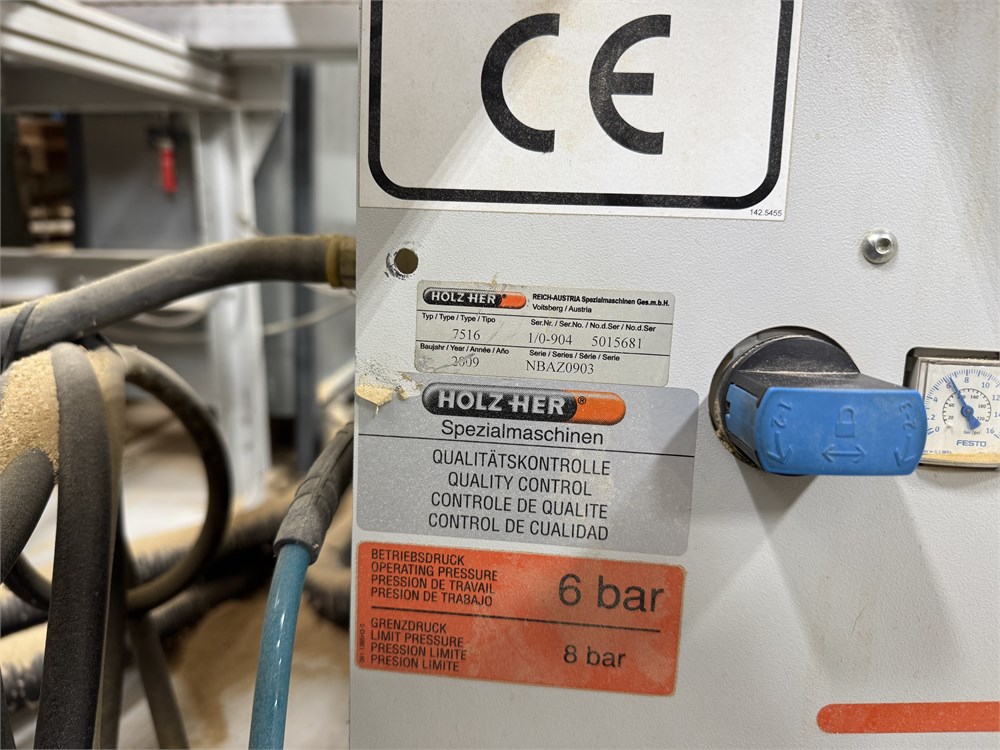 CE
142.5455
HOLZ HER
REICH-AUSTRIA Spezialmaschinen Ges.m.b.H.
Voitsberg / Austria
Typ / Type / Type / Tipo
Ser.Nr. / Ser.No. / No.d.Ser / No.d.Ser
7516
1/0-904 5015681
Baujahr / Year / Année / Año
Serie / Series / Série / Serie
2009
NBAZ0903
HOLZ HER ®
Spezialmaschinen
QUALITÄTSKONTROLLE
QUALITY CONTROL
CONTROLE DE QUALITE
CONTROL DE CUALIDAD
BETRIEBSDRUCK
OPERATING PRESSURE
PRESSION DE TRAVAIL
PRESION DE TRABAJO
6 bar
GRENZDRUCK
LIMIT PRESSURE
PRESSION LIMITE
PRESION LIMITE
8 bar
FESTO